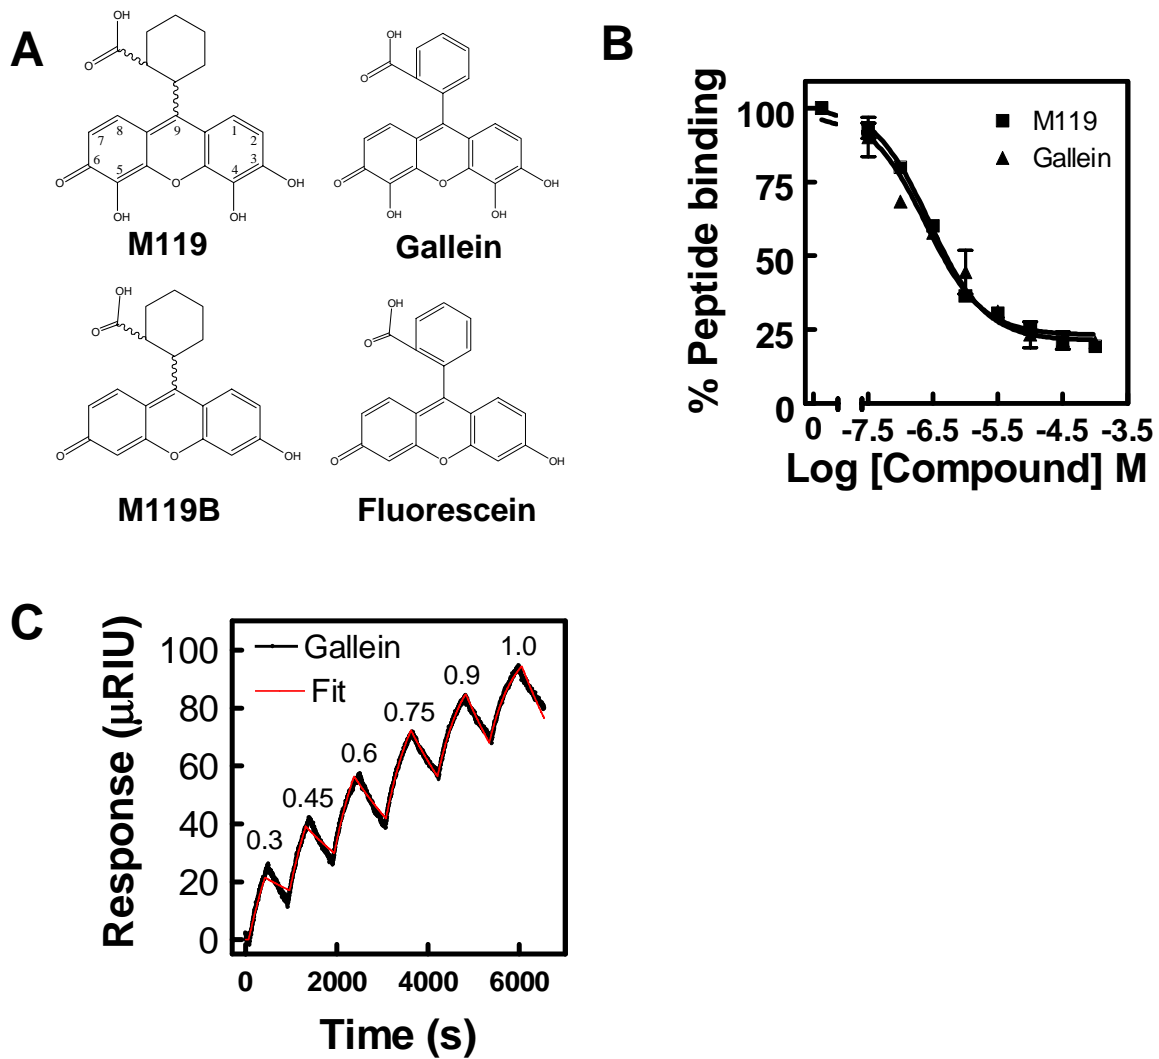 A
OH
O
8
1
7
9
2
6
3
5
4
O
O
OH
OH
OH
M119
OH
O
O
O
OH
OH
OH
Gallein
OH
O
O
O
OH
M119B
OH
O
O
O
OH
Fluorescein
B
% Peptide binding
100
75
50
25
0
M119
Gallein
0 -7.5 -6.5 -5.5 -4.5 -3.5
Log [Compound] M
C
Response (μRIU)
100
80
60
40
20
0
Gallein
Fit
0.3
0.45
0.6
0.75
0.9
1.0
0 2000 4000 6000
Time (s)